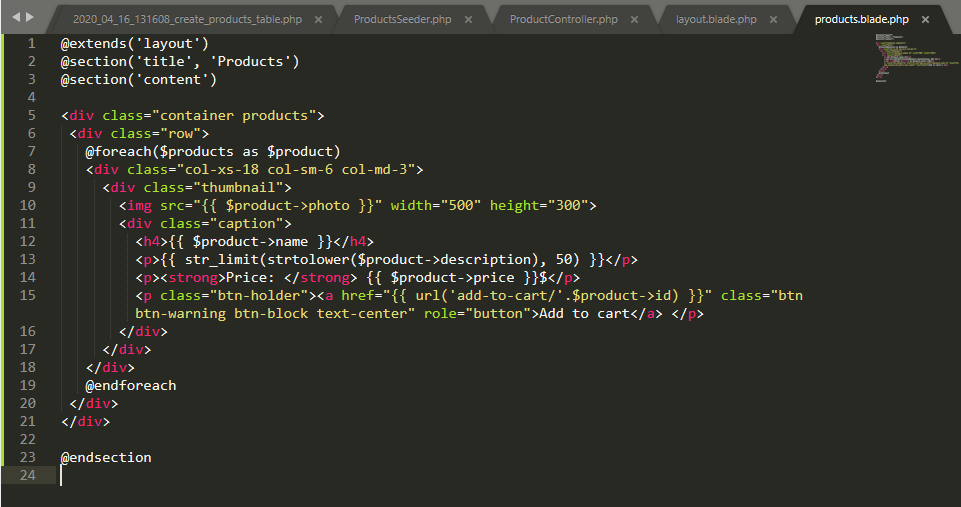 2020_04_16_131608_create_products_table.php × ProductsSeeder.php × ProductController.php × layout.blade.php × products.blade.php ×
1 @extends('layout')
2 @section('title', 'Products')
3 @section('content')
4
5 <div class="container products">
6 <div class="row">
7 @foreach($products as $product)
8 <div class="col-xs-18 col-sm-6 col-md-3">
9 <div class="thumbnail">
10 <img src="{{ $product->photo }}" width="500" height="300">
11 <div class="caption">
12 <h4>{{ $product->name }}</h4>
13 <p>{{ str_limit(strtolower($product->description), 50) }}</p>
14 <p><strong>Price: </strong> {{ $product->price }}$</p>
15 <p class="btn-holder"><a href="{{ url('add-to-cart/'.$product->id) }}" class="btn
btn-warning btn-block text-center" role="button">Add to cart</a> </p>
16 </div>
17 </div>
18 </div>
19 @endforeach
20 </div>
21 </div>
22
23 @endsection
24